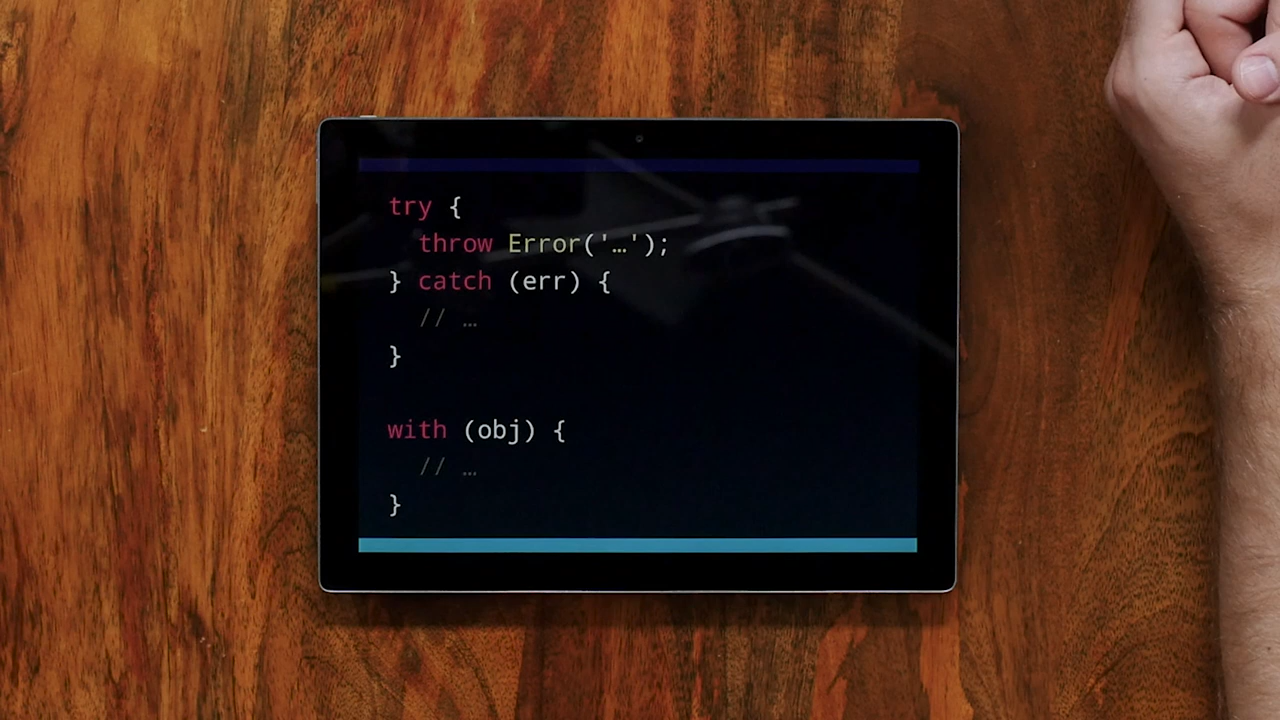 try {
  throw Error('…');
} catch (err) {
  // …
}
with (obj) {
  // …
}